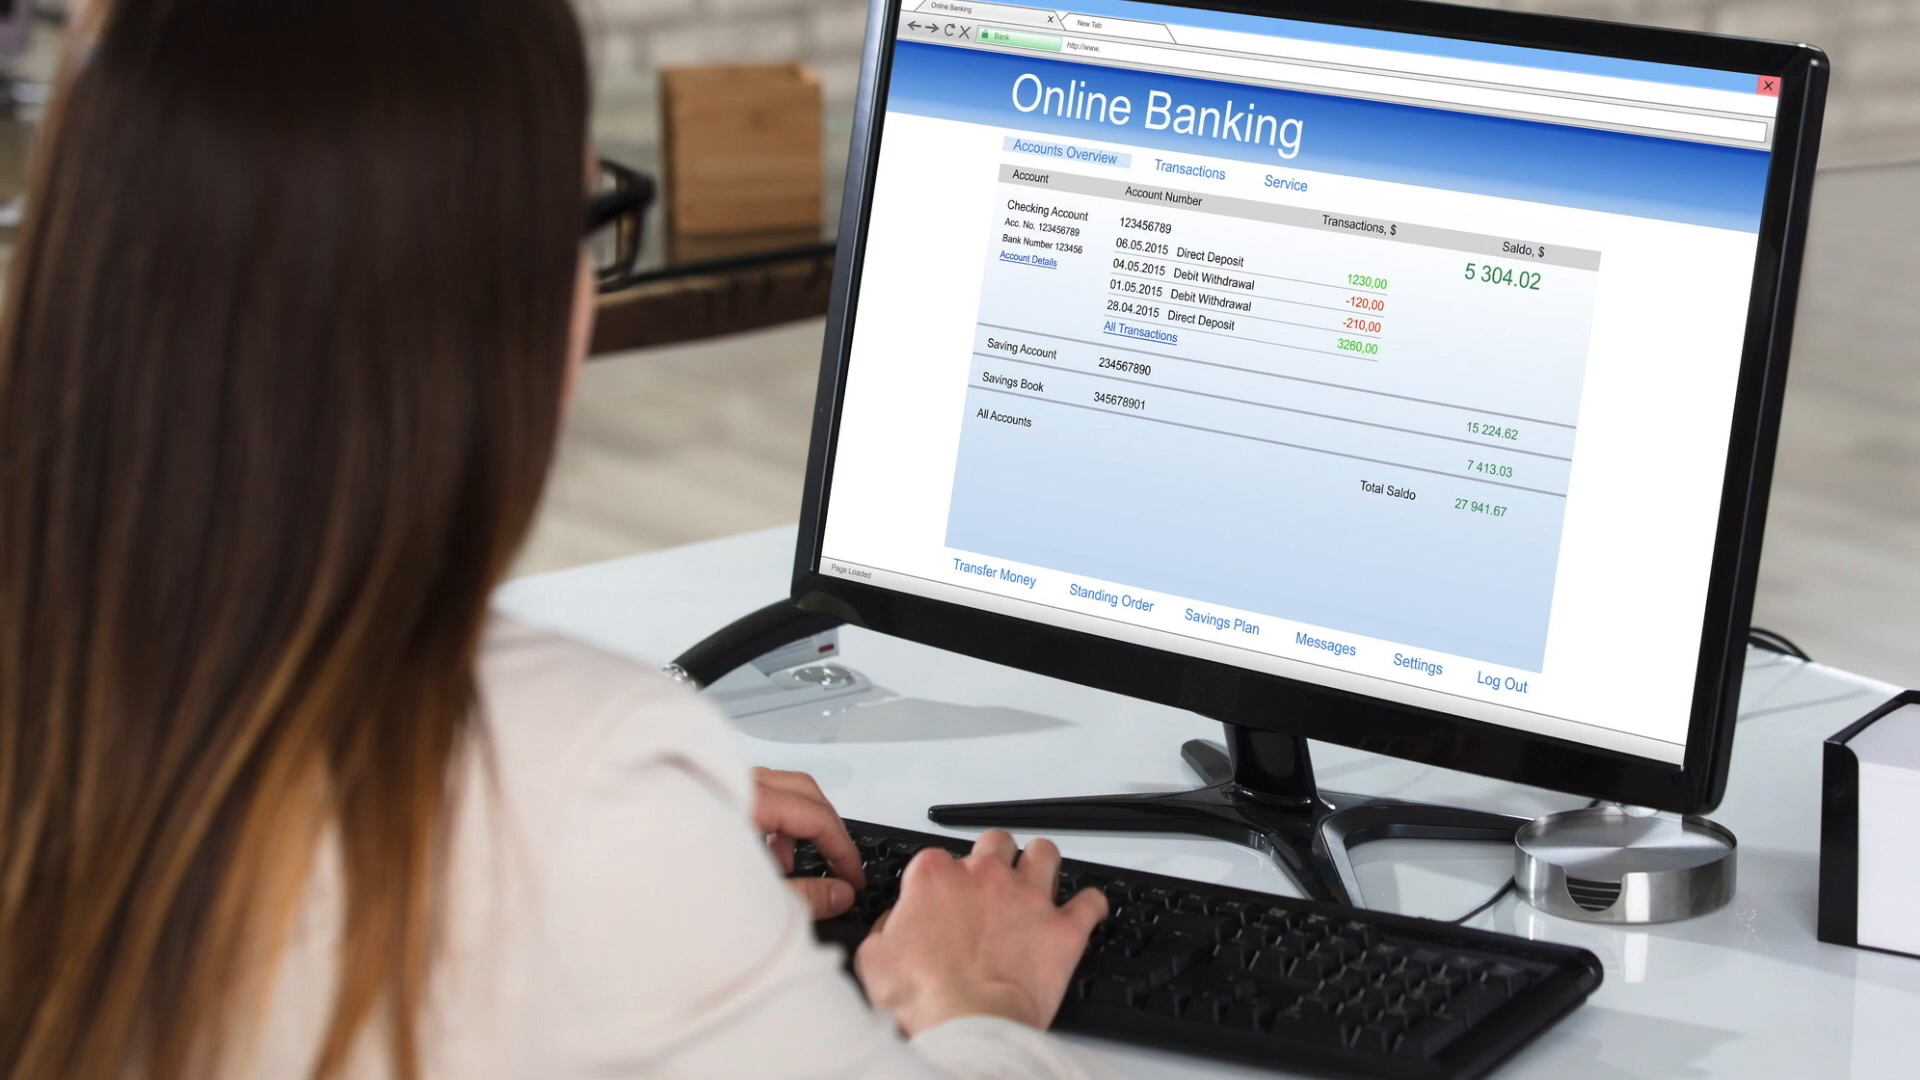 Online Banking
New Tab
Bank
http://www.
Online Banking
Accounts Overview Transactions Service
Account Account Number Transactions, $ Saldo, $
Checking Account 123456789 5 304.02
Acc. No. 123456789
Bank Number 123456
Account Details
06.05.2015 Direct Deposit 1230,00
04.05.2015 Debit Withdrawal -120,00
01.05.2015 Debit Withdrawal -210,00
28.04.2015 Direct Deposit 3260,00
All Transactions
Saving Account 234567890 15 224.62
Savings Book 345678901 7 413.03
All Accounts Total Saldo 27 941.67
Transfer Money Standing Order Savings Plan Messages Settings Log Out
Page Loaded